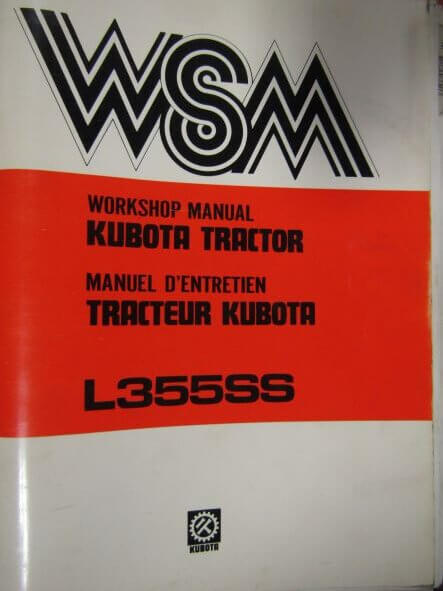 WSM
WORKSHOP MANUAL
KUBOTA TRACTOR
MANUEL D'ENTRETIEN
TRACTEUR KUBOTA
L355SS
KUBOTA